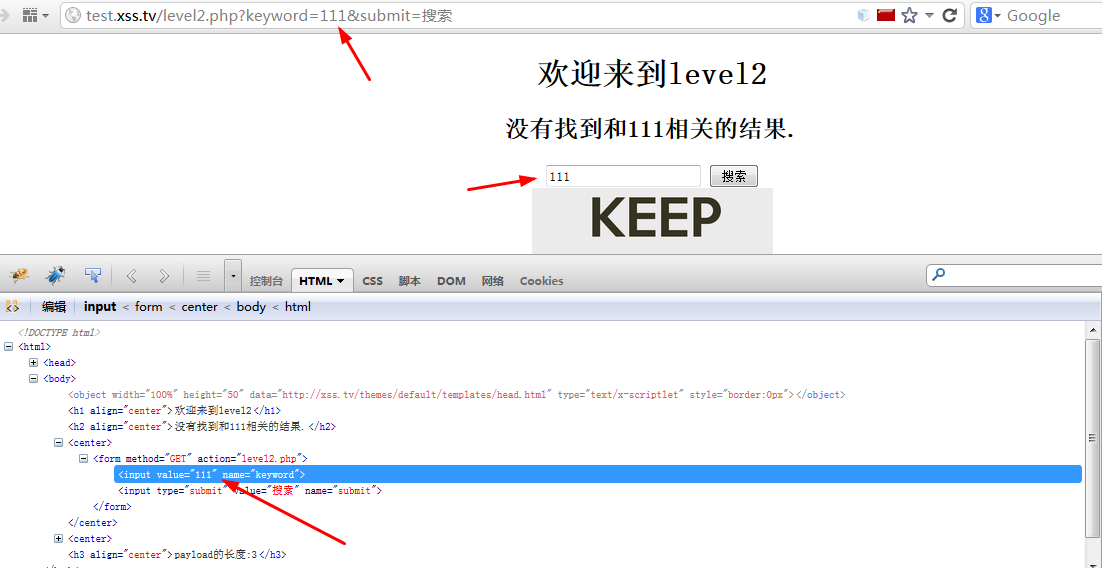 test.xss.tv/level2.php?keyword=111&submit=搜索
Google
欢迎来到level2
没有找到和111相关的结果.
111
搜索
KEEP
控制台 HTML CSS 脚本 DOM 网络 Cookies
编辑 input < form < center < body < html
<!DOCTYPE html>
<html>
<head>
<body>
<object width="100%" height="50" data="http://xss.tv/themes/default/templates/head.html" type="text/x-scriptlet" style="border:0px"></object>
<h1 align="center">欢迎来到level2</h1>
<h2 align="center">没有找到和111相关的结果.</h2>
<center>
<form method="GET" action="level2.php">
<input value="111" name="keyword">
<input type="submit" value="搜索" name="submit">
</form>
</center>
<center>
<h3 align="center">payload的长度:3</h3>